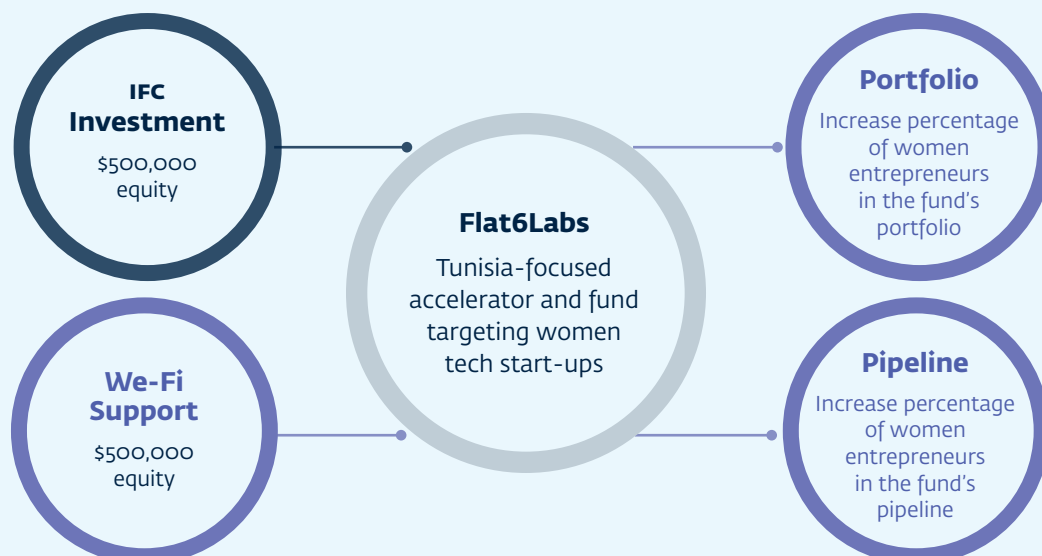 IFC
Investment
$500,000
equity
We-Fi
Support
$500,000
equity
Flat6Labs
Tunisia-focused
accelerator and fund
targeting women
tech start-ups
Portfolio
Increase percentage
of women
entrepreneurs
in the fund's
portfolio
Pipeline
Increase percentage
of women
entrepreneurs
in the fund's
pipeline